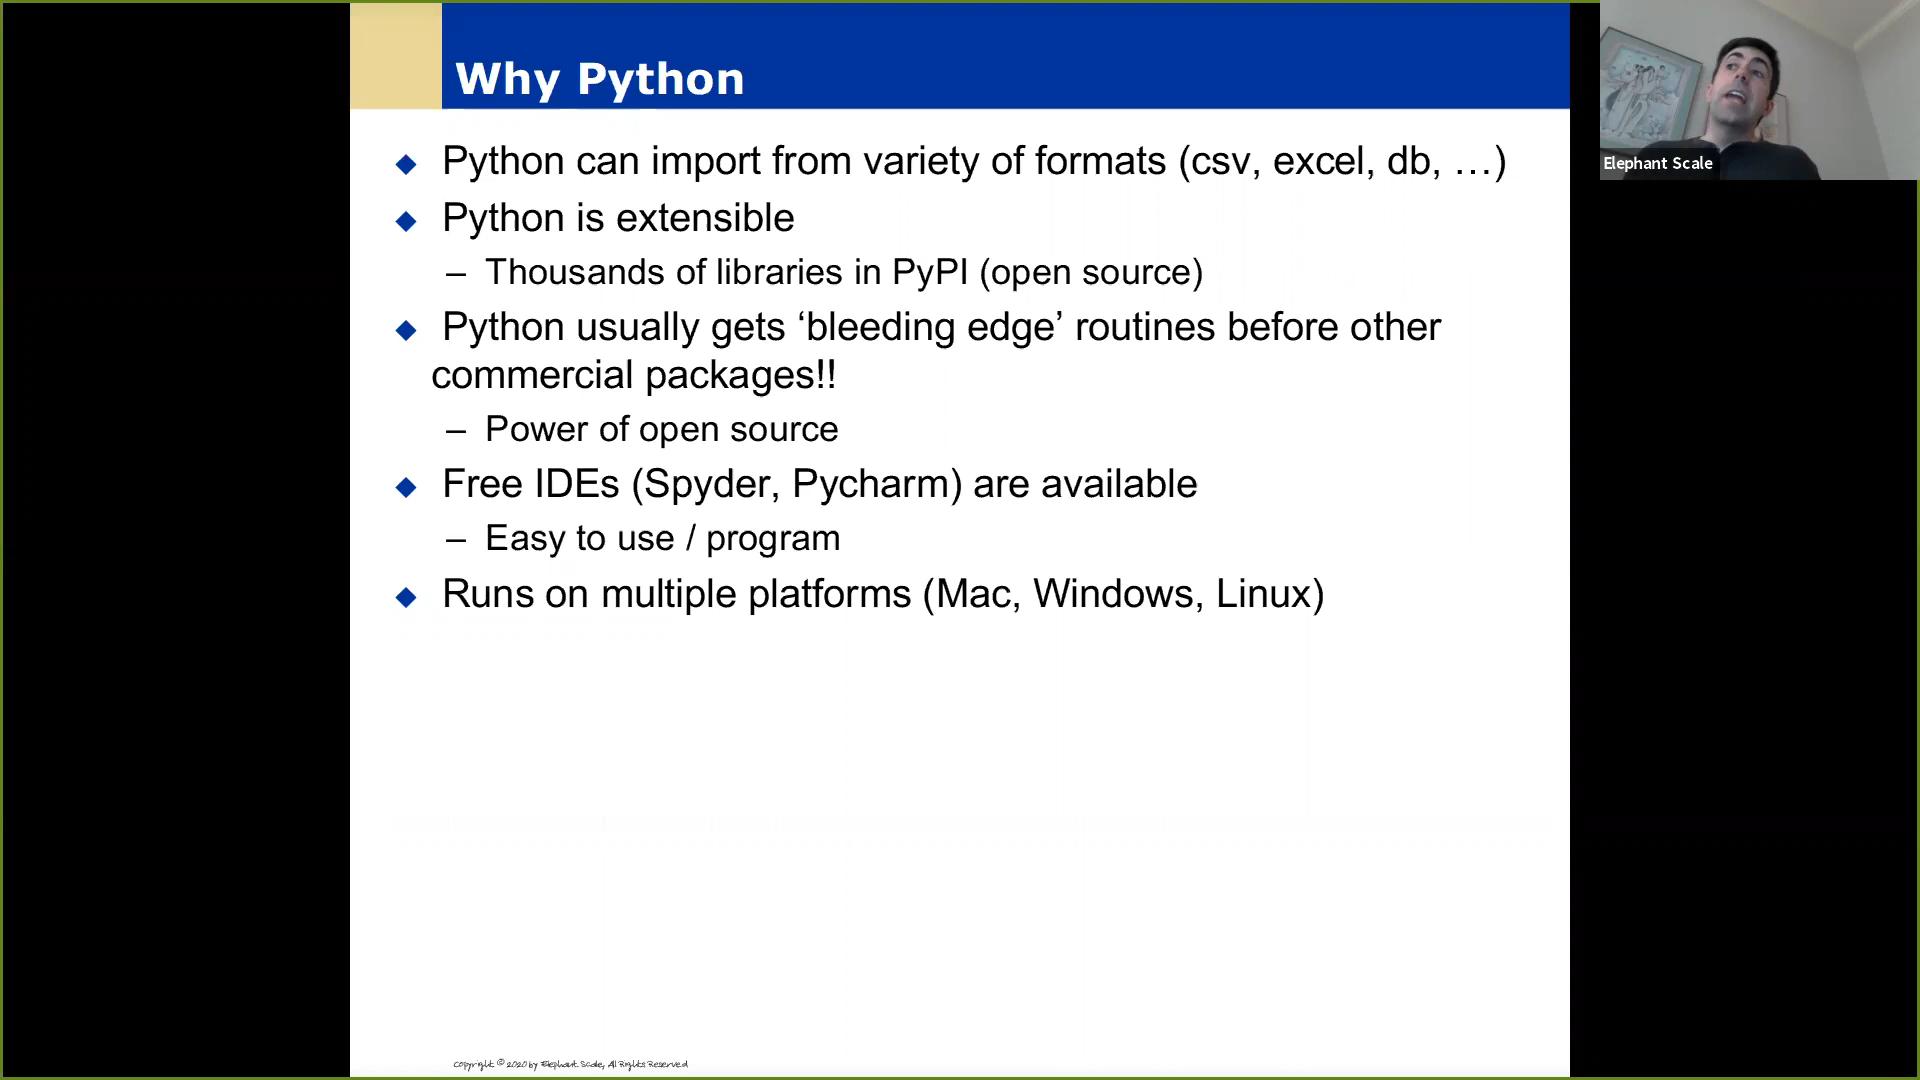 Why Python
Python can import from variety of formats (csv, excel, db, …)
Python is extensible
– Thousands of libraries in PyPI (open source)
Python usually gets ‘bleeding edge’ routines before other
commercial packages!!
– Power of open source
Free IDEs (Spyder, Pycharm) are available
– Easy to use / program
Runs on multiple platforms (Mac, Windows, Linux)
Copyright © 2020 by Elephant Scale, All Rights Reserved
Elephant Scale